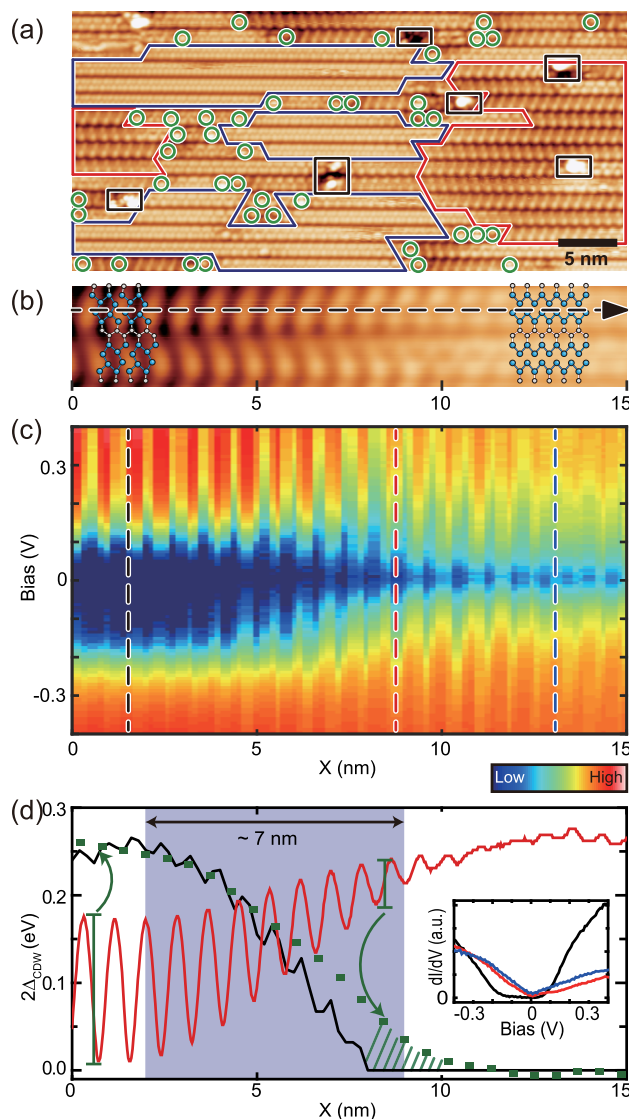 (a)
5 nm
(b)
0 5 10 15
(c)
0.3
0
-0.3
Bias (V)
0 5 10 15
X (nm)
Low High
(d)
0.3
0.2
0.1
0.0
2ΔCDW (eV)
~ 7 nm
dI/dV (a.u.)
0
-0.3 0 0.3
Bias (V)
0 5 10 15
X (nm)